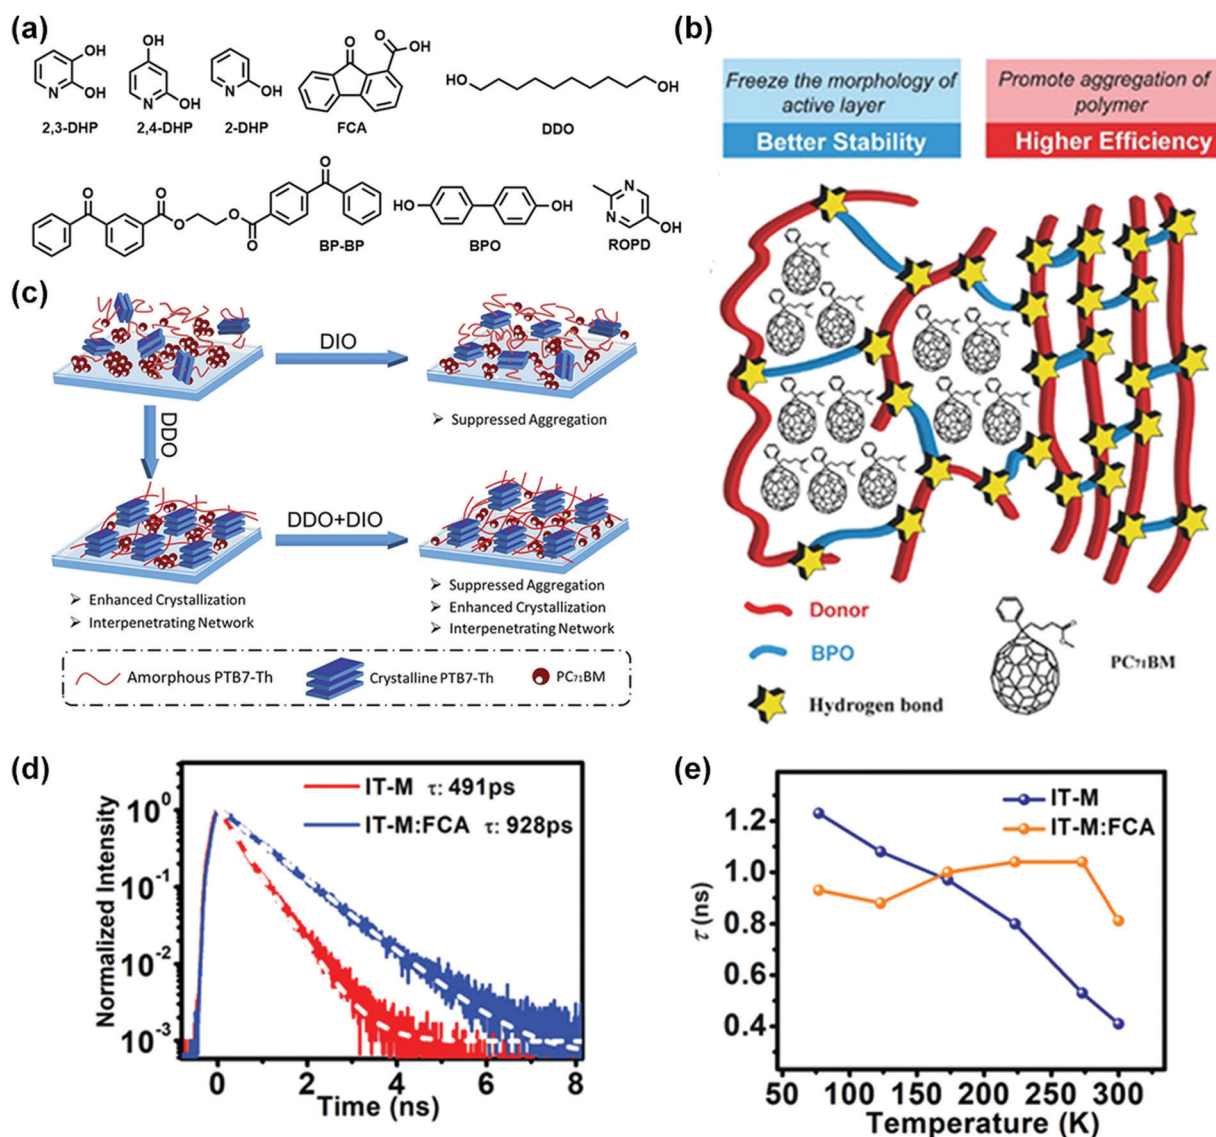 (a)
OH
N
OH
2,3-DHP
OH
N
OH
2,4-DHP
N
OH
2-DHP
O
O
OH
FCA
HO
OH
DDO
O
O
O
O
O
O
BP-BP
HO
OH
BPO
N
N
OH
ROPD
(b)
Freeze the morphology of
active layer
Better Stability
Promote aggregation of
polymer
Higher Efficiency
Donor
BPO
Hydrogen bond
O
O
PC₇₁BM
(c)
DIO
➢ Suppressed Aggregation
DDO
DDO+DIO
➢ Enhanced Crystallization
➢ Interpenetrating Network
➢ Suppressed Aggregation
➢ Enhanced Crystallization
➢ Interpenetrating Network
Amorphous PTB7-Th
Crystalline PTB7-Th
PC₇₁BM
(d)
IT-M τ: 491ps
IT-M:FCA τ: 928ps
Normalized Intensity
10⁰
10⁻¹
10⁻²
10⁻³
0 2 4 6 8
Time (ns)
(e)
IT-M
IT-M:FCA
τ (ns)
1.2
1.0
0.8
0.6
0.4
50 100 150 200 250 300
Temperature (K)